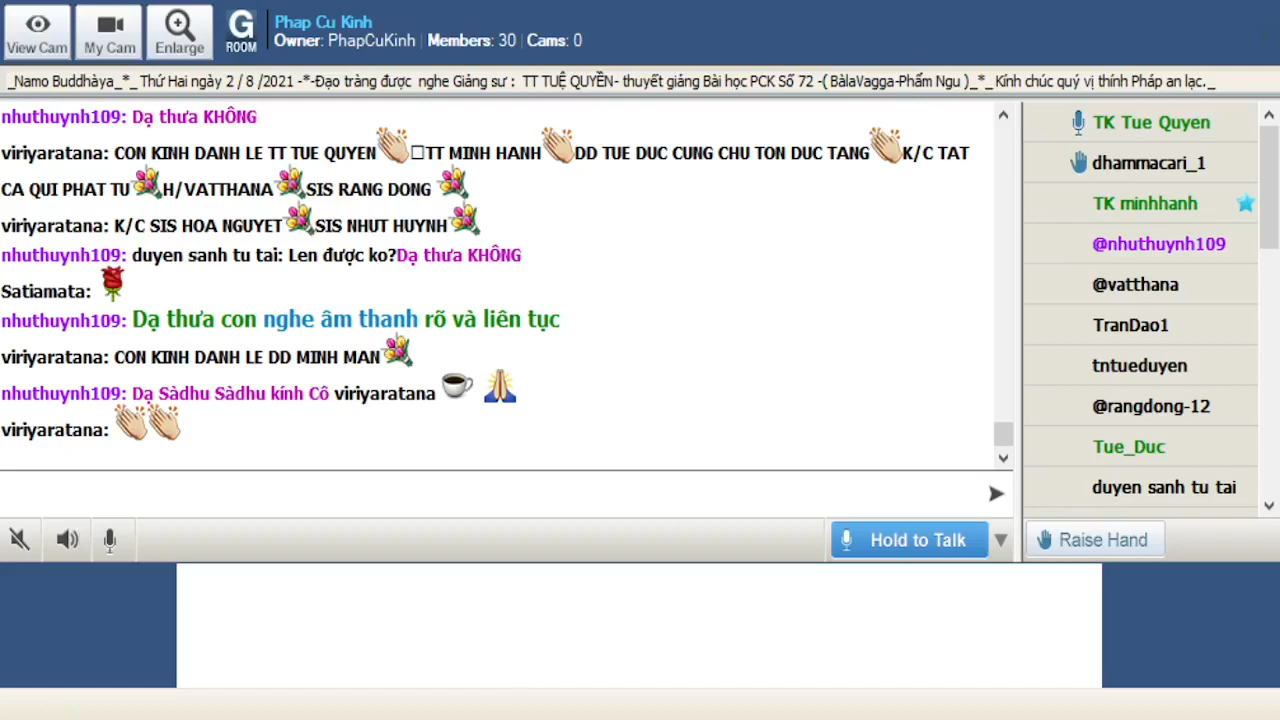 View Cam
My Cam
Enlarge
G
ROOM
Phap Cu Kinh
Owner: PhapCuKinh | Members: 30 | Cams: 0
_Namo Buddhàya_*_ Thứ Hai ngày 2 / 8 /2021 -*-Đạo tràng được nghe Giảng sư : TT TUỆ QUYỀN- thuyết giảng Bài học PCK Số 72 -( BàlaVagga-Phẩm Ngu )_*_ Kính chúc quý vị thính Pháp an lạc._
nhuthuynh109: Dạ thưa KHÔNG
viriyaratana: CON KINH DANH LE TT TUE QUYEN TT MINH HANH DD TUE DUC CUNG CHU TON DUC TANG K/C TAT
CA QUI PHAT TU H/VATTHANA SIS RANG DONG
viriyaratana: K/C SIS HOA NGUYET SIS NHUT HUYNH
nhuthuynh109: duyen sanh tu tai: Len được ko?Dạ thưa KHÔNG
Satiamata:
nhuthuynh109: Dạ thưa con nghe âm thanh rõ và liên tục
viriyaratana: CON KINH DANH LE DD MINH MAN
nhuthuynh109: Dạ Sàdhu Sàdhu kính Cô viriyaratana
viriyaratana:
TK Tue Quyen
dhammacari_1
TK minhhanh
@nhuthuynh109
@vatthana
TranDao1
tntueduyen
@rangdong-12
Tue_Duc
duyen sanh tu tai
Hold to Talk
Raise Hand